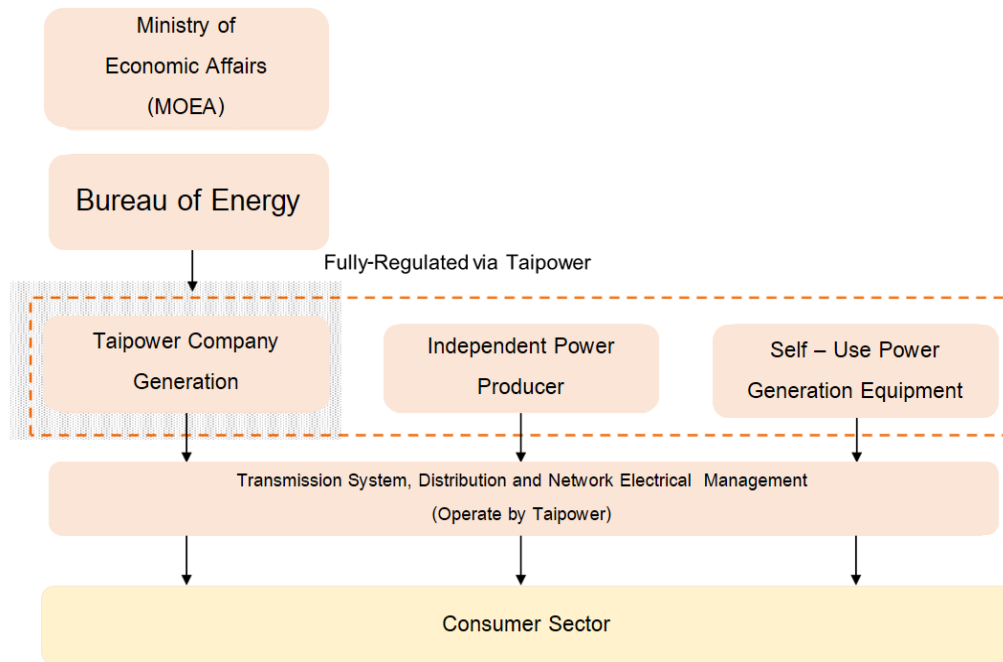 Ministry of
Economic Affairs
(MOEA)
Bureau of Energy
Fully-Regulated via Taipower
Taipower Company
Generation
Independent Power
Producer
Self – Use Power
Generation Equipment
Transmission System, Distribution and Network Electrical Management
(Operate by Taipower)
Consumer Sector